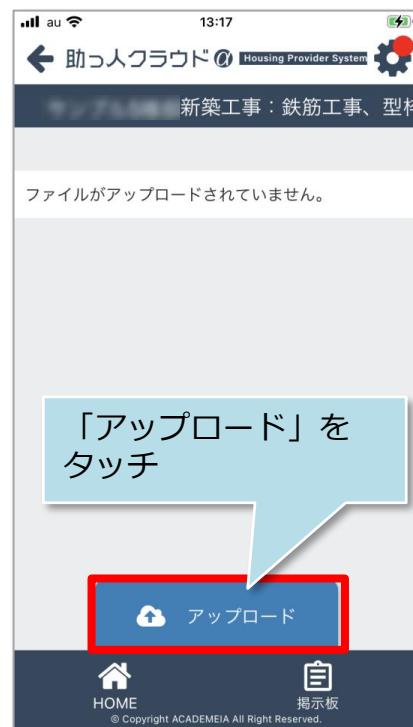 au 13:17
助っ人クラウドα Housing Provider System
新築工事：鉄筋工事、型枠
ファイルがアップロードされていません。
「アップロード」を
タッチ
アップロード
HOME 掲示板
© Copyright ACADEMEIA All Right Reserved.